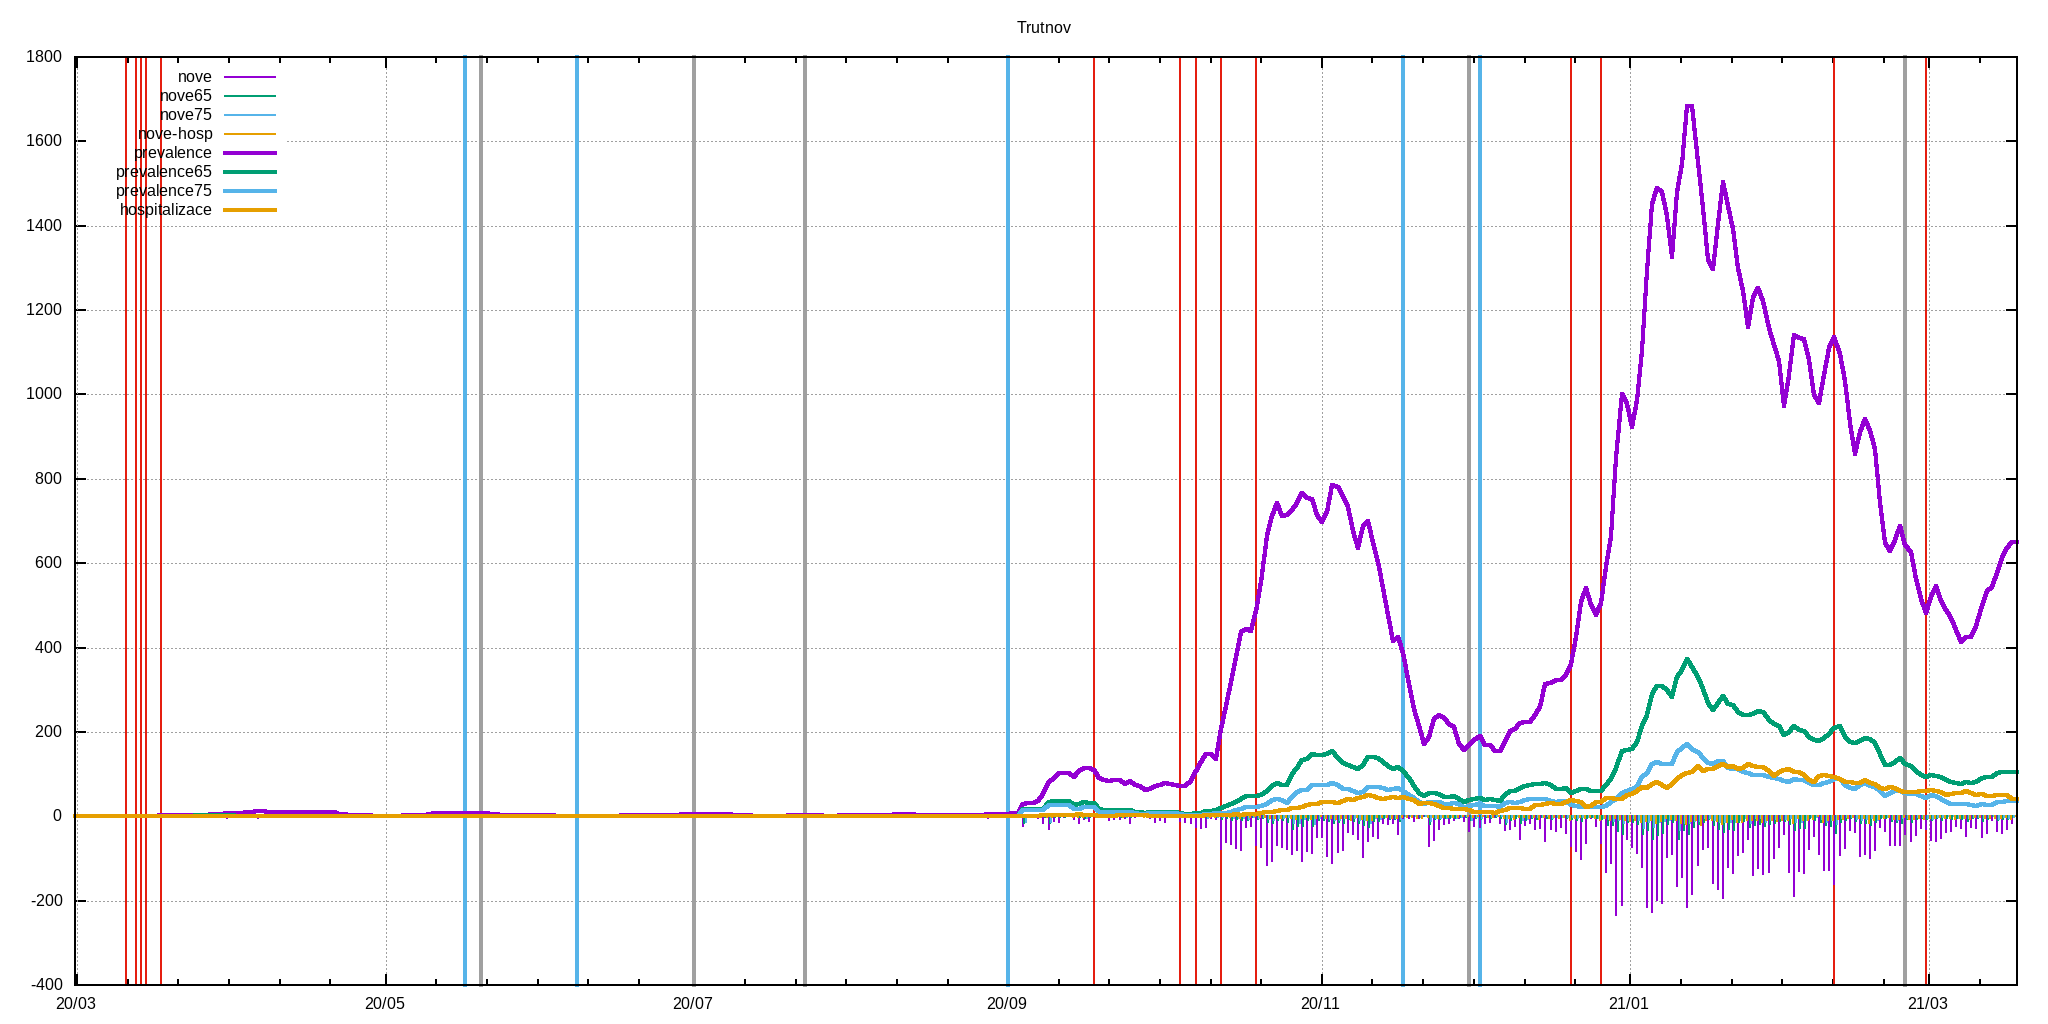 Trutnov
1800
1600
1400
1200
1000
800
600
400
200
0
-200
-400
nove
nove65
nove75
nove-hosp
prevalence
prevalence65
prevalence75
hospitalizace
20/03 20/05 20/07 20/09 20/11 21/01 21/03